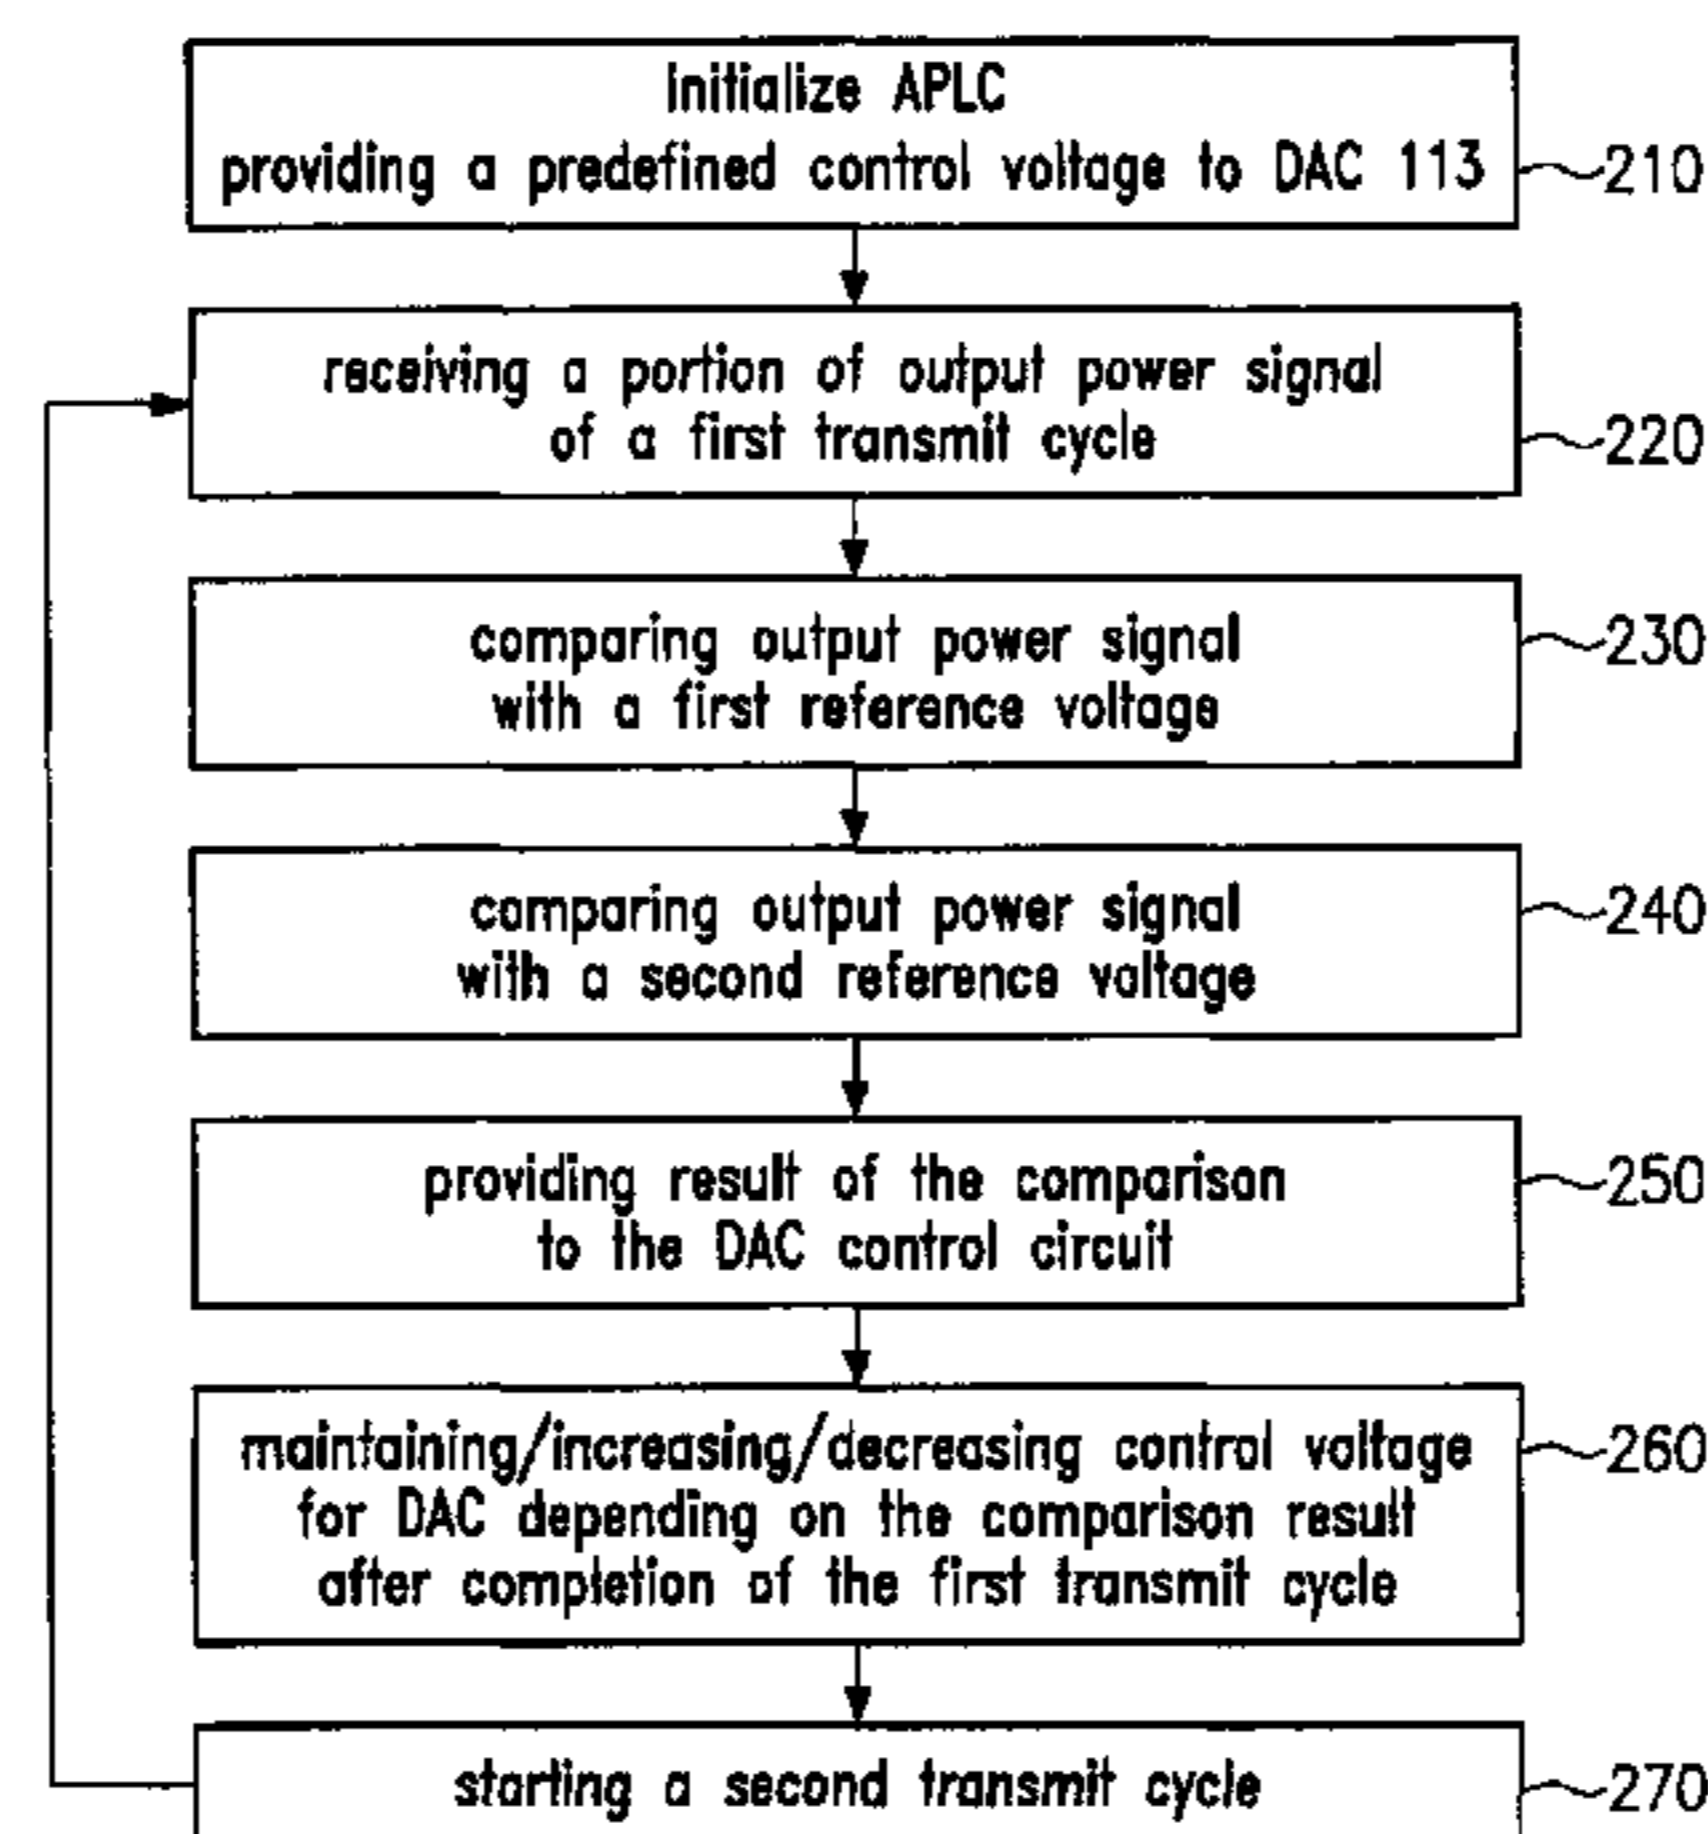 Initialize APLC
providing a predefined control voltage to DAC 113
210
receiving a portion of output power signal
of a first transmit cycle
220
comparing output power signal
with a first reference voltage
230
comparing output power signal
with a second reference voltage
240
providing result of the comparison
to the DAC control circuit
250
maintaining/increasing/decreasing control voltage
for DAC depending on the comparison result
after completion of the first transmit cycle
260
starting a second transmit cycle
270